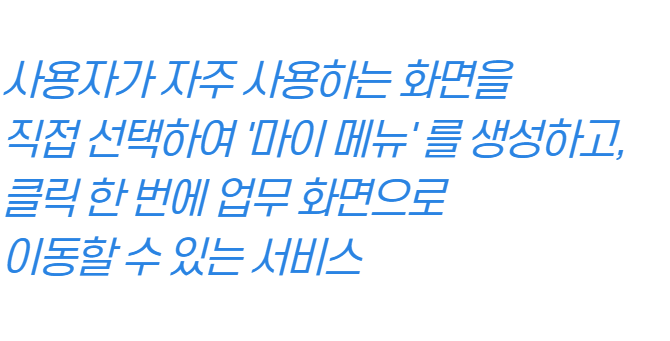 사용자가 자주 사용하는 화면을
직접 선택하여 '마이 메뉴' 를 생성하고,
클릭 한 번에 업무 화면으로
이동할 수 있는 서비스